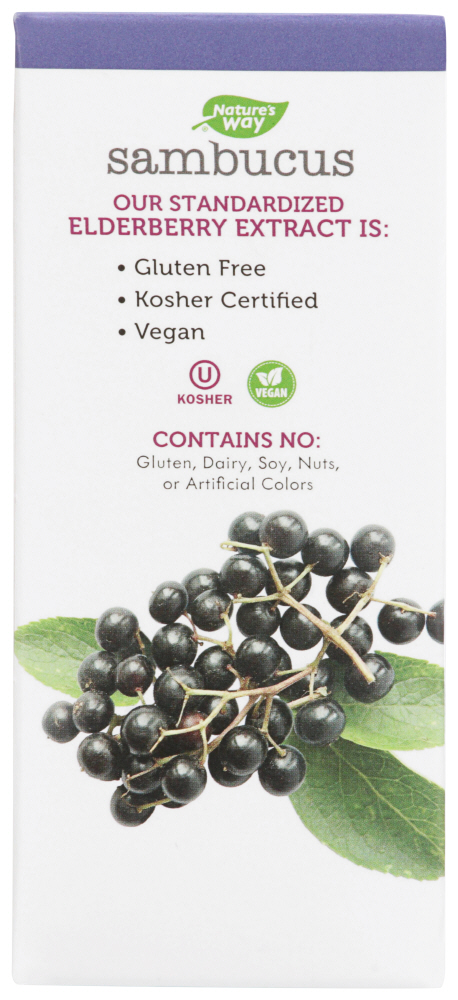 Nature's
Way
sambucus
OUR STANDARDIZED
ELDERBERRY EXTRACT IS:
• Gluten Free
• Kosher Certified
• Vegan
U
KOSHER
VEGAN
CONTAINS NO:
Gluten, Dairy, Soy, Nuts,
or Artificial Colors